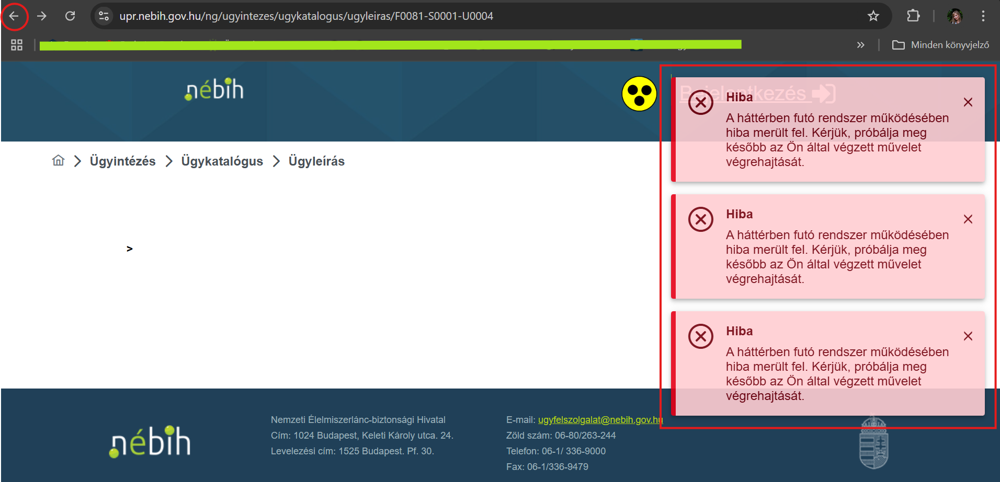 upr.nebih.gov.hu/ng/ugyintezes/ugykatalogus/ugyleiras/F0081-S0001-U0004
Minden könyvjelző
nébih
Bejelentkezés
Ügyintézés
Ügykatalógus
Ügyleírás
>
Hiba
A háttérben futó rendszer működésében
hiba merült fel. Kérjük, próbálja meg
később az Ön által végzett művelet
végrehajtását.
Hiba
A háttérben futó rendszer működésében
hiba merült fel. Kérjük, próbálja meg
később az Ön által végzett művelet
végrehajtását.
Hiba
A háttérben futó rendszer működésében
hiba merült fel. Kérjük, próbálja meg
később az Ön által végzett művelet
végrehajtását.
nébih
Nemzeti Élelmiszerlánc-biztonsági Hivatal
Cím: 1024 Budapest, Keleti Károly utca. 24.
Levelezési cím: 1525 Budapest. Pf. 30.
E-mail: ugyfelszolgalat@nebih.gov.hu
Zöld szám: 06-80/263-244
Telefon: 06-1/ 336-9000
Fax: 06-1/336-9479